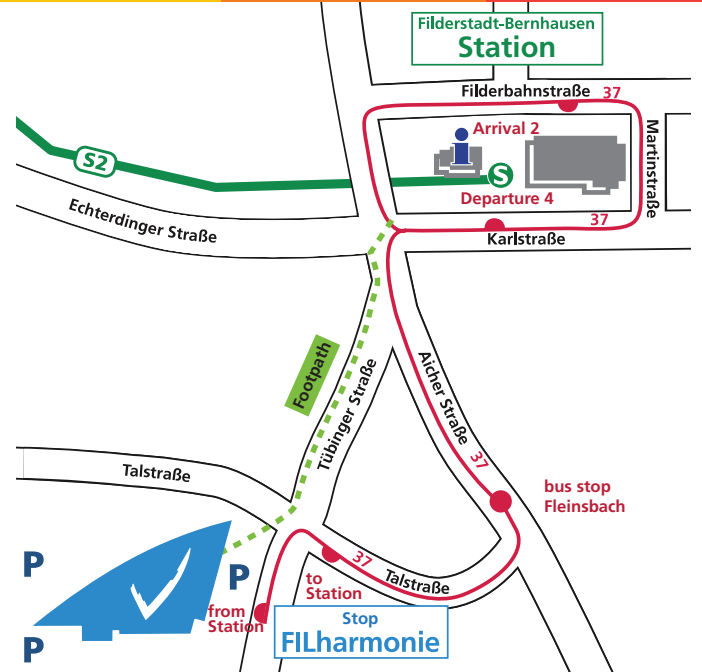 Filderstadt-Bernhausen
Station
Filderbahnstraße 37
Arrival 2
Martinstraße
S2
S
Departure 4
37
Echterdinger Straße
Karlstraße
Footpath
Tübinger Straße
Aicher Straße 37
Talstraße
bus stop
Fleinsbach
P
P
37
Talstraße
to
Station
from
Station
Stop
FILharmonie
P